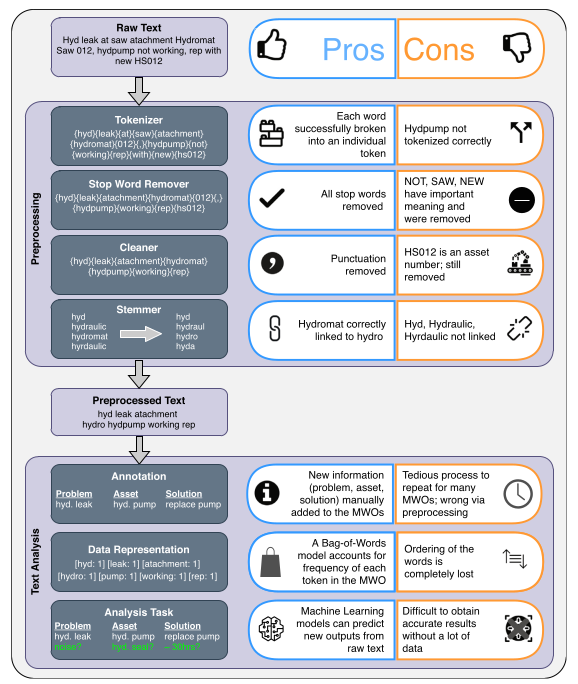 Raw Text
Hyd leak at saw atachment Hydromat
Saw 012, hydpump not working, rep with
new HS012
Pros
Cons
Preprocessing
Tokenizer
{hyd}{leak}{at}{saw}{atachment}
{hydromat}{012}{,}{hydpump}{not}
{working}{rep}{with}{new}{hs012}
Each word
successfully broken
into an individual
token
Hydpump not
tokenized correctly
Stop Word Remover
{hyd}{leak}{atachment}{hydromat}{012}{,}
{hydpump}{working}{rep}{hs012}
All stop words
removed
NOT, SAW, NEW
have important
meaning and
were removed
Cleaner
{hyd}{leak}{atachment}{hydromat}
{hydpump}{working}{rep}
Punctuation
removed
HS012 is an asset
number; still
removed
Stemmer
hyd hyd
hydraulic hydraul
hydromat hydro
hyrdaulic hyda
Hydromat correctly
linked to hydro
Hyd, Hydraulic,
Hyrdaulic not linked
Preprocessed Text
hyd leak atachment
hydro hydpump working rep
Text Analysis
Annotation
Problem Asset Solution
hyd. leak hyd. pump replace pump
New information
(problem, asset,
solution) manually
added to the MWOs
Tedious process to
repeat for many
MWOs; wrong via
preprocessing
Data Representation
[hyd: 1] [leak: 1] [atachment: 1]
[hydro: 1] [pump: 1] [working: 1] [rep: 1]
A Bag-of-Words
model accounts for
frequency of each
token in the MWO
Ordering of the
words is
completely lost
Analysis Task
Problem Asset Solution
hyd. leak hyd. pump replace pump
noise? hyd. seal? ~ 30hrs?
Machine Learning
models can predict
new outputs from
raw text
Difficult to obtain
accurate results
without a lot of
data